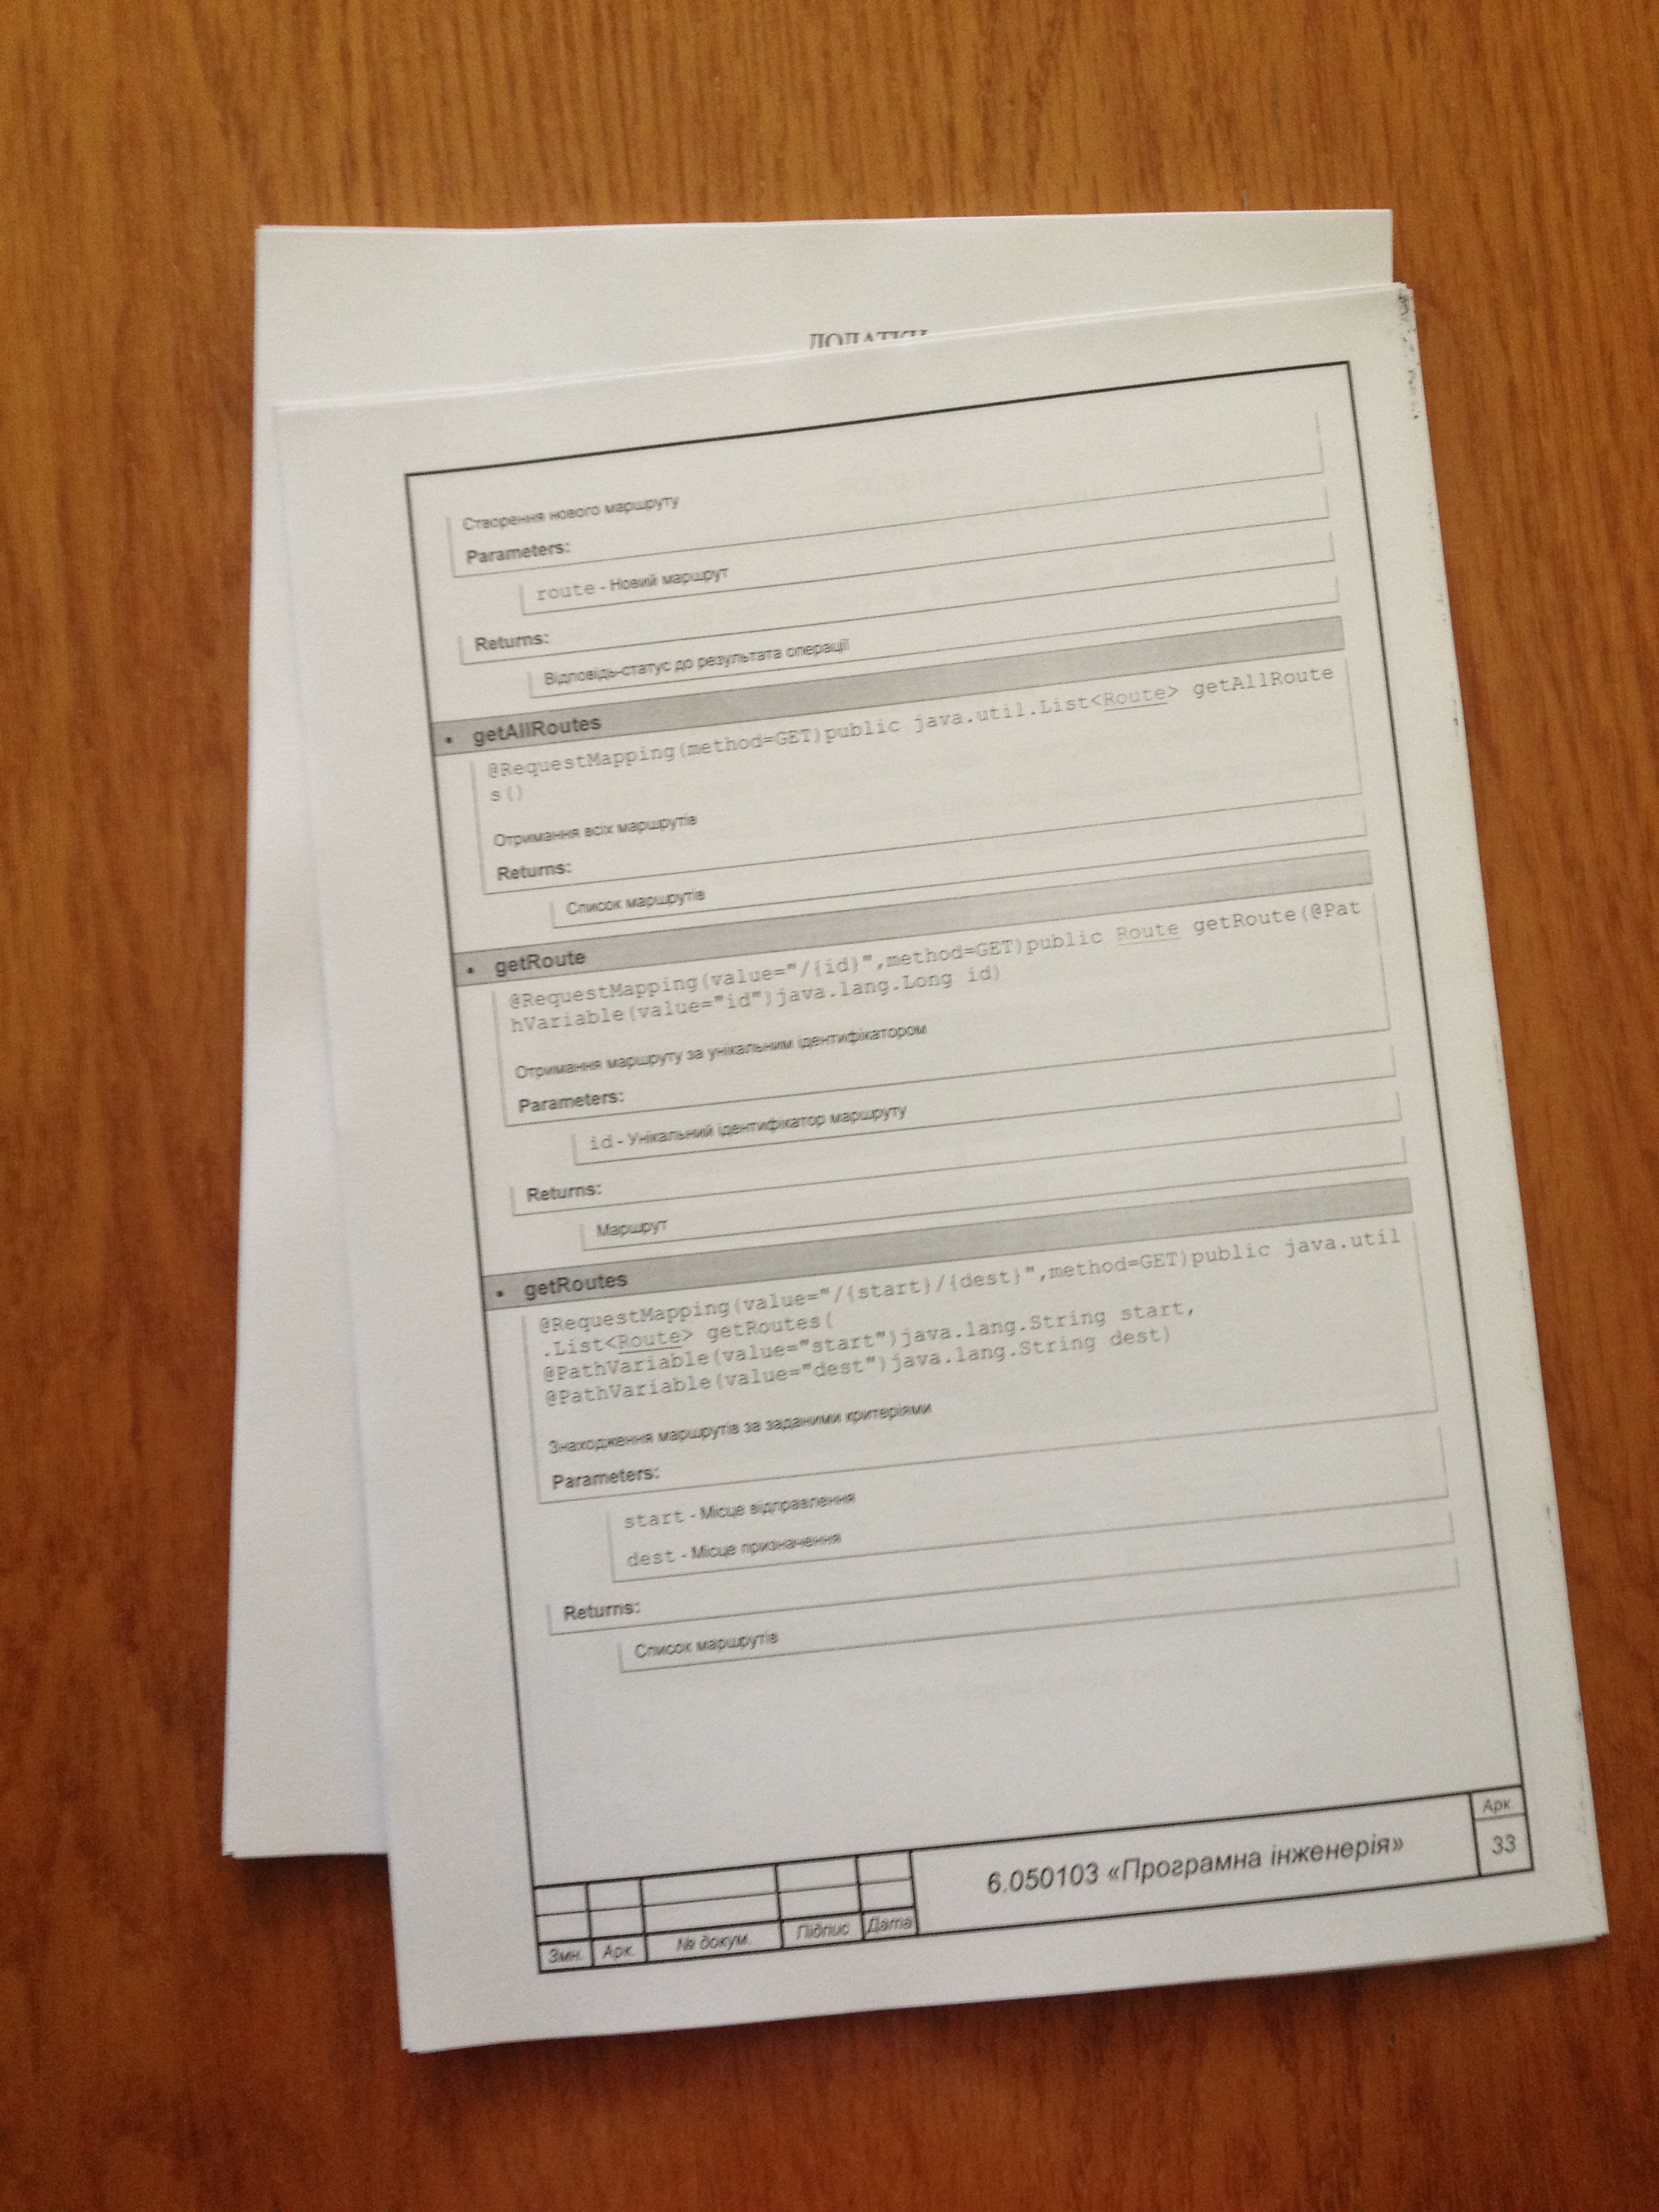 ДОДАТКИ
Створення нового маршруту
Parameters:
route - Новий маршрут
Returns:
Відповідь-статус до результата операції
• getAllRoutes
@RequestMapping(method=GET)public java.util.List<Route> getAllRoute
s()
Отримання всіх маршрутів
Returns:
Список маршрутів
• getRoute
@RequestMapping(value="/{id}",method=GET)public Route getRoute(@Pat
hVariable(value="id")java.lang.Long id)
Отримання маршруту за унікальним ідентифікатором
Parameters:
id - Унікальний ідентифікатор маршруту
Returns:
Маршрут
• getRoutes
@RequestMapping(value="/{start}/{dest}",method=GET)public java.util
.List<Route> getRoutes(
@PathVariable(value="start")java.lang.String start,
@PathVariable(value="dest")java.lang.String dest)
Знаходження маршрутів за заданими критеріями
Parameters:
start - Місце відправлення
dest - Місце призначення
Returns:
Список маршрутів
Змн. Арк. № докум. Підпис Дата
6.050103 «Програмна інженерія»
Арк.
33